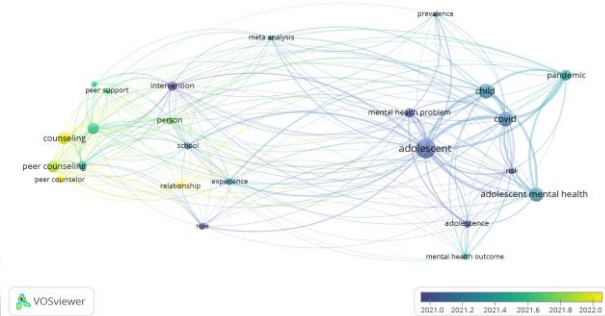 prevalence
meta analysis
pandemic
intervention
peer support
child
mental health problem
covid
person
counseling
school
adolescent
peer counseling
risk
peer counselor
relationship
experience
adolescent mental health
role
adolescence
mental health outcome
VOSviewer
2021.0 2021.2 2021.4 2021.6 2021.8 2022.0